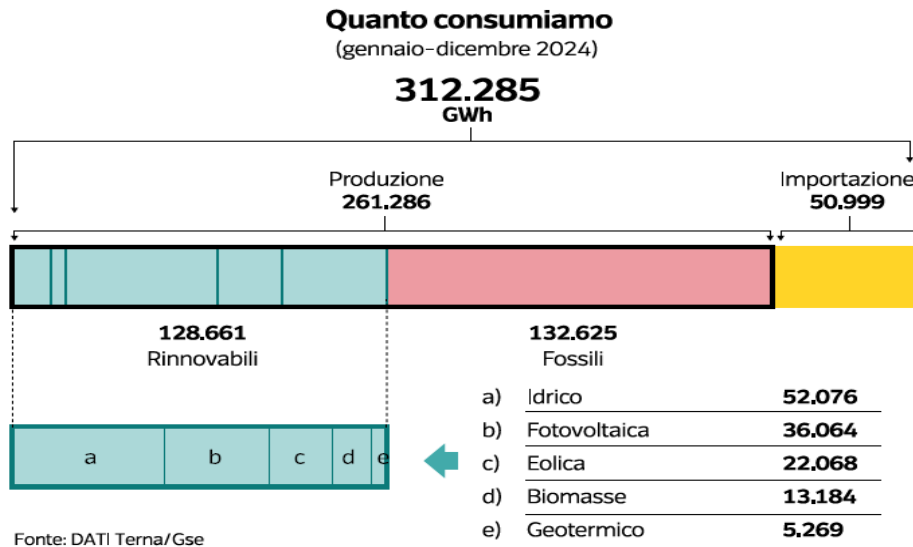 Quanto consumiamo
(gennaio-dicembre 2024)
312.285
GWh
Produzione
261.286
Importazione
50.999
128.661
Rinnovabili
132.625
Fossili
a) Idrico 52.076
b) Fotovoltaica 36.064
c) Eolica 22.068
d) Biomasse 13.184
e) Geotermico 5.269
a b c d e
Fonte: DATI Terna/Gse